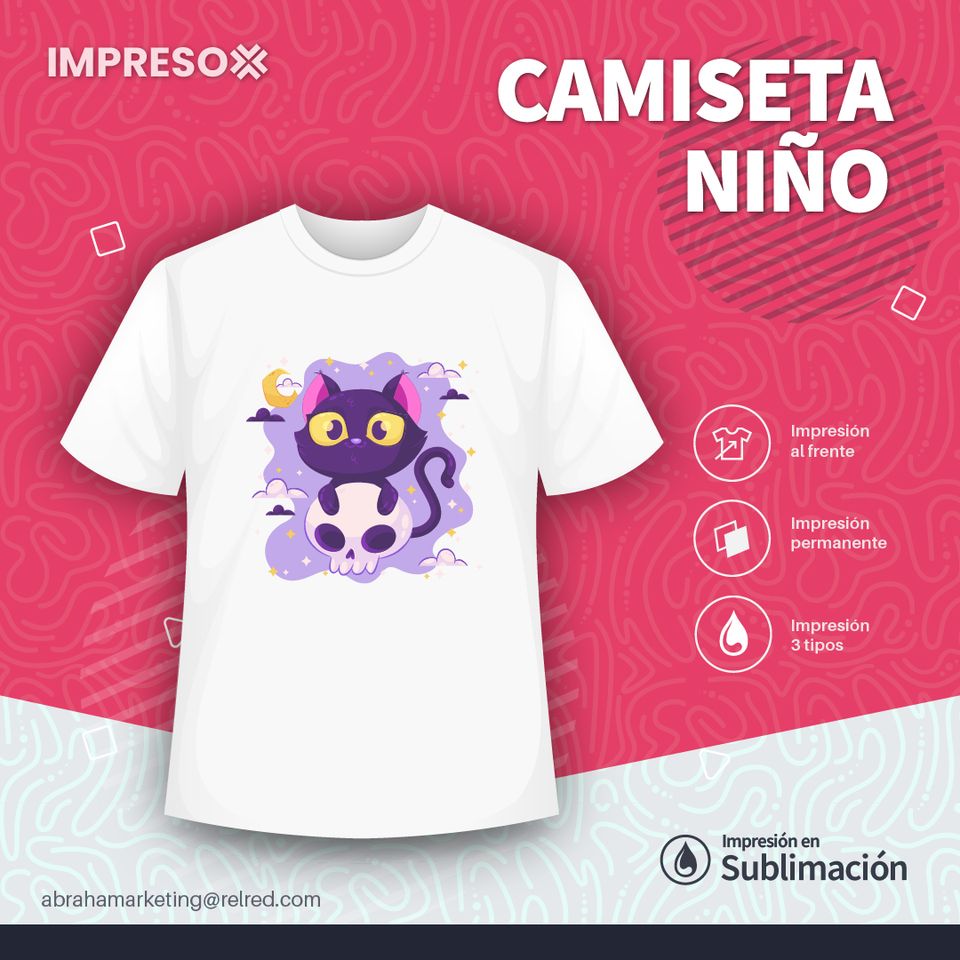 IMPRESOX
CAMISETA
NIÑO
Impresión
al frente
Impresión
permanente
Impresión
3 tipos
Impresión en
Sublimación
abrahamarketing@relred.com